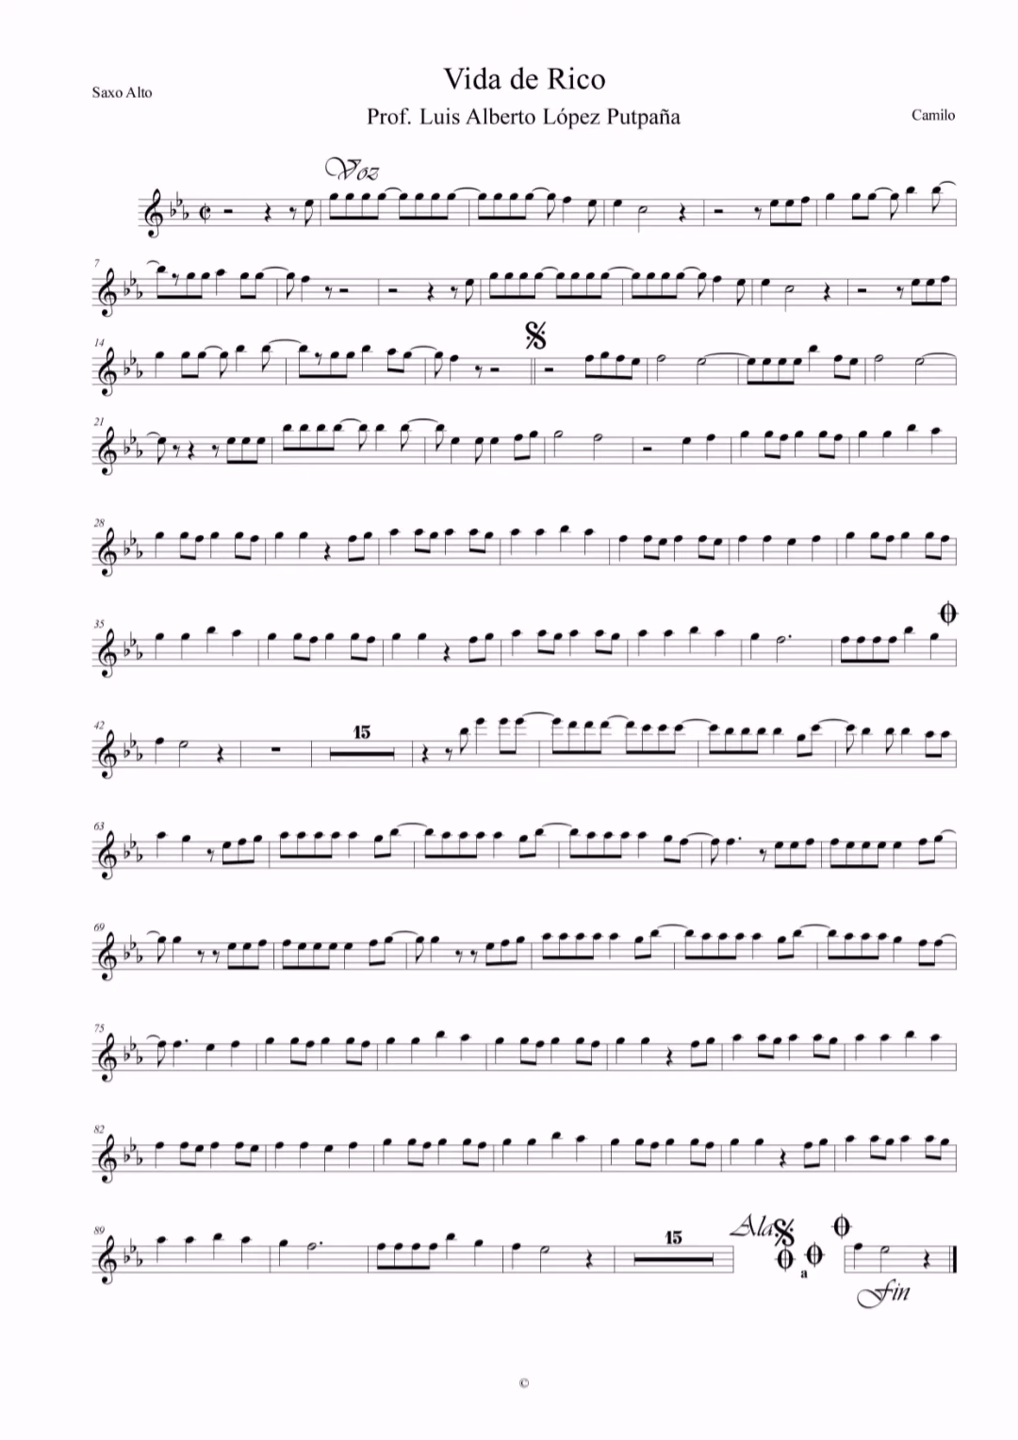 Vida de Rico
Saxo Alto
Prof. Luis Alberto López Putpaña
Camilo
Voz
7
14
21
28
35
42
15
63
69
75
82
89
15
Ala
a
Fin
©